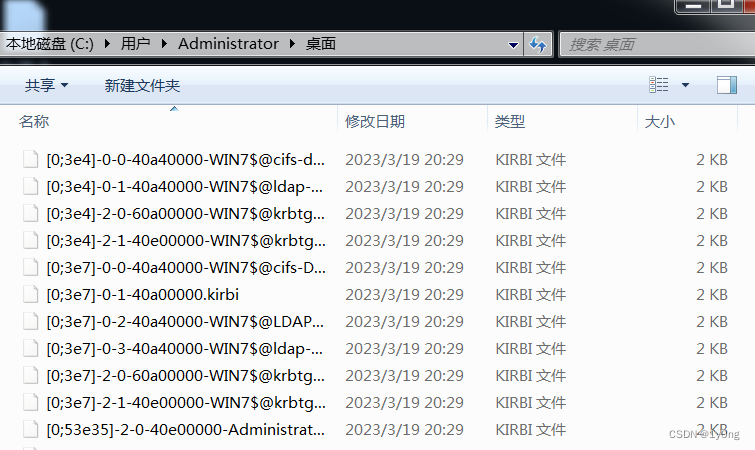 本地磁盘 (C:) 用户 Administrator 桌面 搜索 桌面
共享 新建文件夹
名称 修改日期 类型 大小
[0;3e4]-0-0-40a40000-WIN7$@cifs-d... 2023/3/19 20:29 KIRBI 文件 2 KB
[0;3e4]-0-1-40a40000-WIN7$@ldap-... 2023/3/19 20:29 KIRBI 文件 2 KB
[0;3e4]-2-0-60a00000-WIN7$@krbtg... 2023/3/19 20:29 KIRBI 文件 2 KB
[0;3e4]-2-1-40e00000-WIN7$@krbtg... 2023/3/19 20:29 KIRBI 文件 2 KB
[0;3e7]-0-0-40a40000-WIN7$@cifs-D... 2023/3/19 20:29 KIRBI 文件 2 KB
[0;3e7]-0-1-40a00000.kirbi 2023/3/19 20:29 KIRBI 文件 2 KB
[0;3e7]-0-2-40a40000-WIN7$@LDAP... 2023/3/19 20:29 KIRBI 文件 2 KB
[0;3e7]-0-3-40a40000-WIN7$@ldap-... 2023/3/19 20:29 KIRBI 文件 2 KB
[0;3e7]-2-0-60a00000-WIN7$@krbtg... 2023/3/19 20:29 KIRBI 文件 2 KB
[0;3e7]-2-1-40e00000-WIN7$@krbtg... 2023/3/19 20:29 KIRBI 文件 2 KB
[0;53e35]-2-0-40e00000-Administrat... 2023/3/19 20:29 KIRBI 文件 2 KB